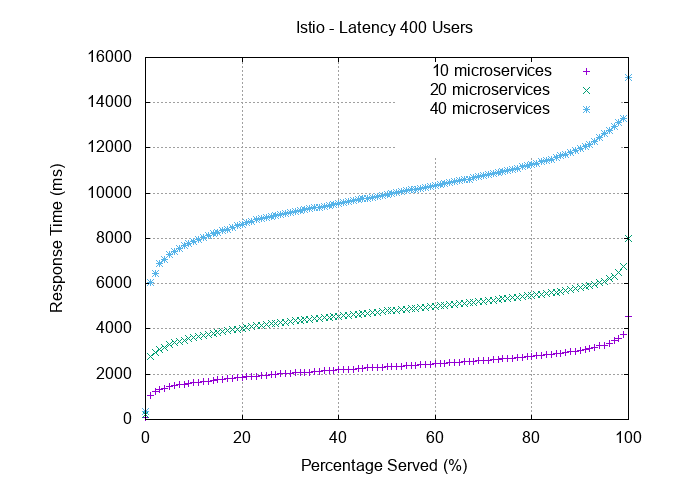 Istio - Latency 400 Users
16000
14000
12000
10000
8000
6000
4000
2000
0
Response Time (ms)
10 microservices
20 microservices
40 microservices
0 20 40 60 80 100
Percentage Served (%)